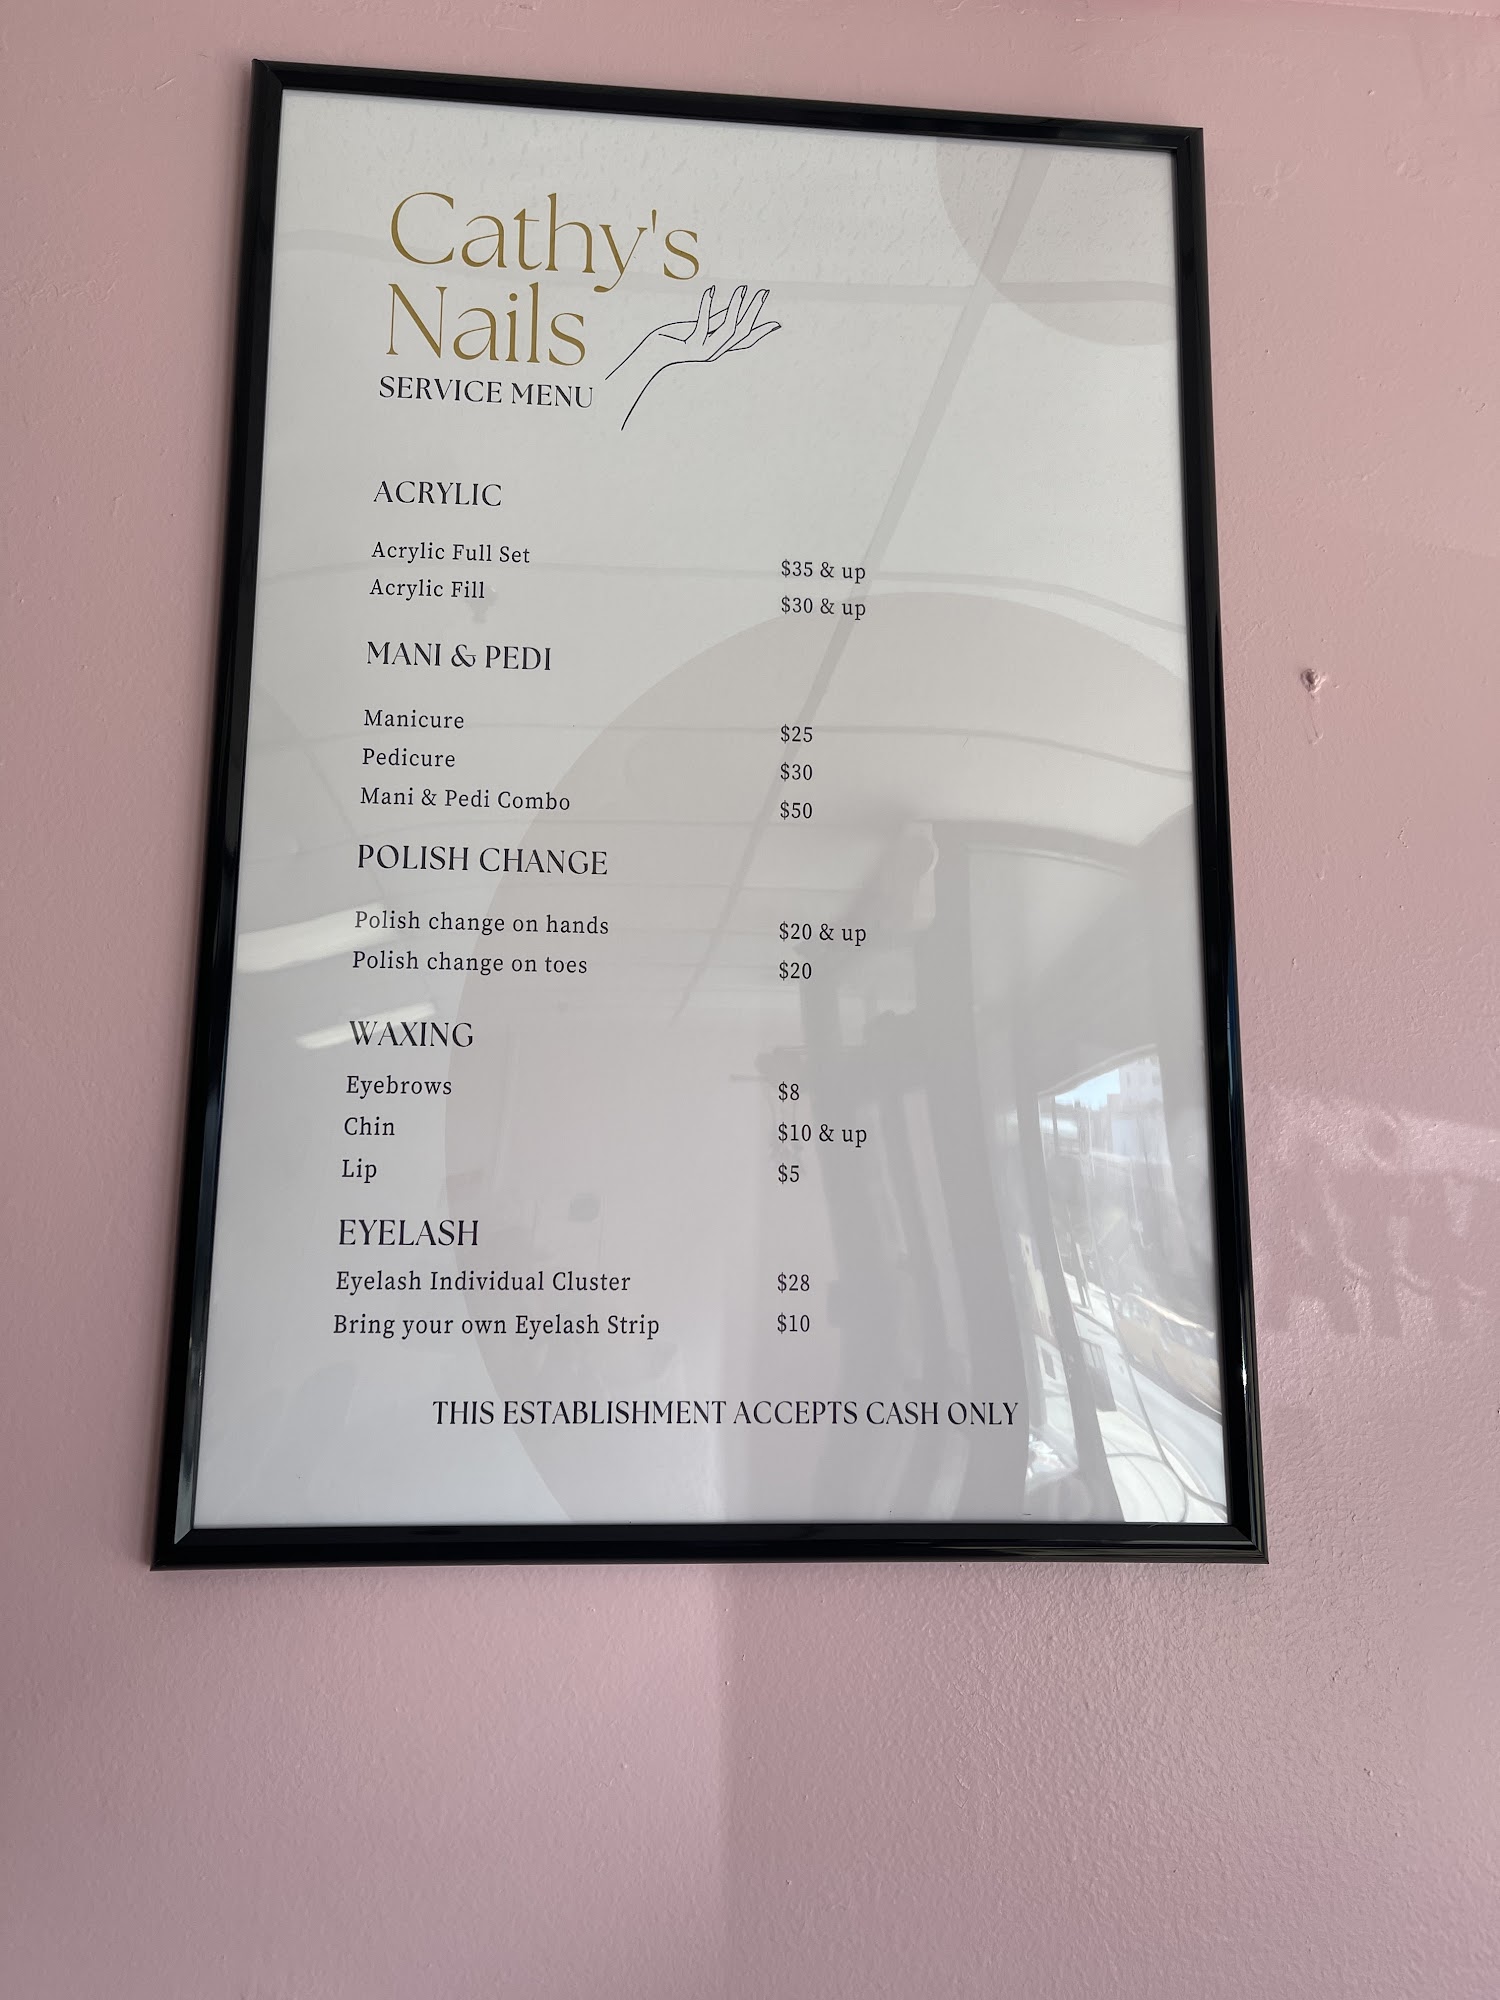 Cathy's
Nails
SERVICE MENU
ACRYLIC
Acrylic Full Set $35 & up
Acrylic Fill $30 & up
MANI & PEDI
Manicure $25
Pedicure $30
Mani & Pedi Combo $50
POLISH CHANGE
Polish change on hands $20 & up
Polish change on toes $20
WAXING
Eyebrows $8
Chin $10 & up
Lip $5
EYELASH
Eyelash Individual Cluster $28
Bring your own Eyelash Strip $10
THIS ESTABLISHMENT ACCEPTS CASH ONLY